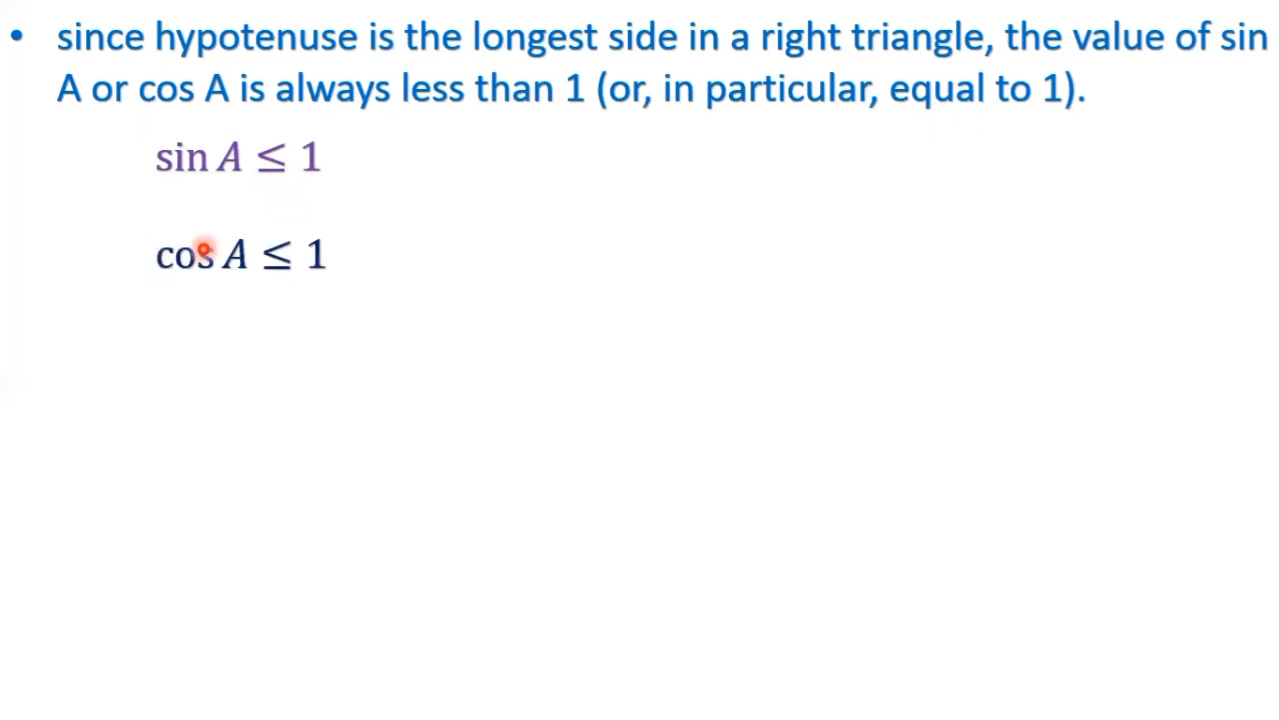 • since hypotenuse is the longest side in a right triangle, the value of sin
A or cos A is always less than 1 (or, in particular, equal to 1).
sin A ≤ 1
cos A ≤ 1